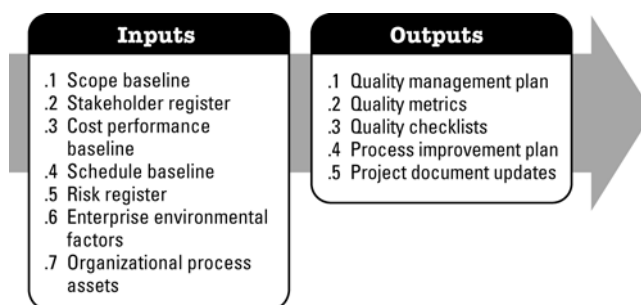 Inputs
.1 Scope baseline
.2 Stakeholder register
.3 Cost performance
baseline
.4 Schedule baseline
.5 Risk register
.6 Enterprise environmental
factors
.7 Organizational process
assets
Outputs
.1 Quality management plan
.2 Quality metrics
.3 Quality checklists
.4 Process improvement plan
.5 Project document updates